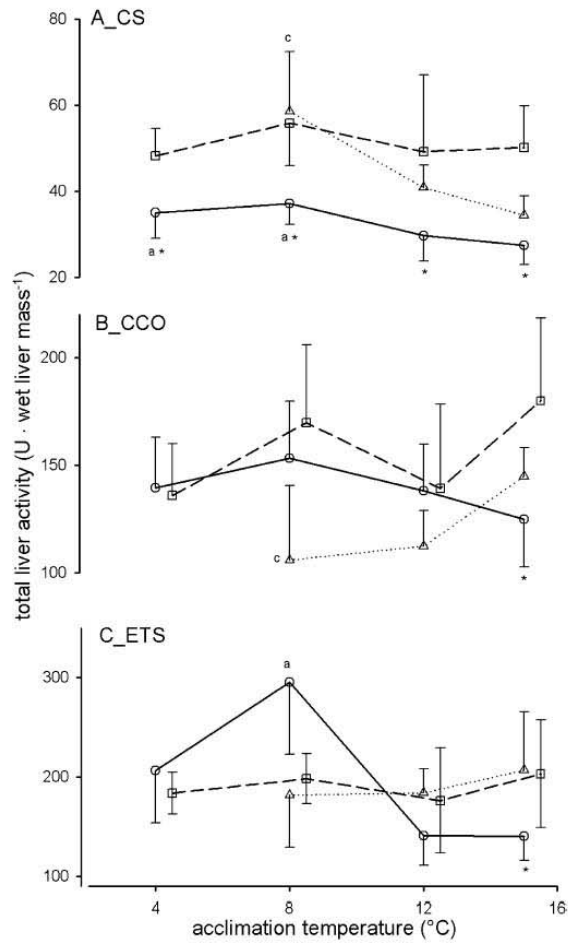 A_CS
80
60
40
20
c
a *
a *
*
*
B_CCO
200
150
100
c
*
C_ETS
300
200
100
a
*
4
8
12
16
acclimation temperature (°C)
total liver activity (U · wet liver mass⁻¹)